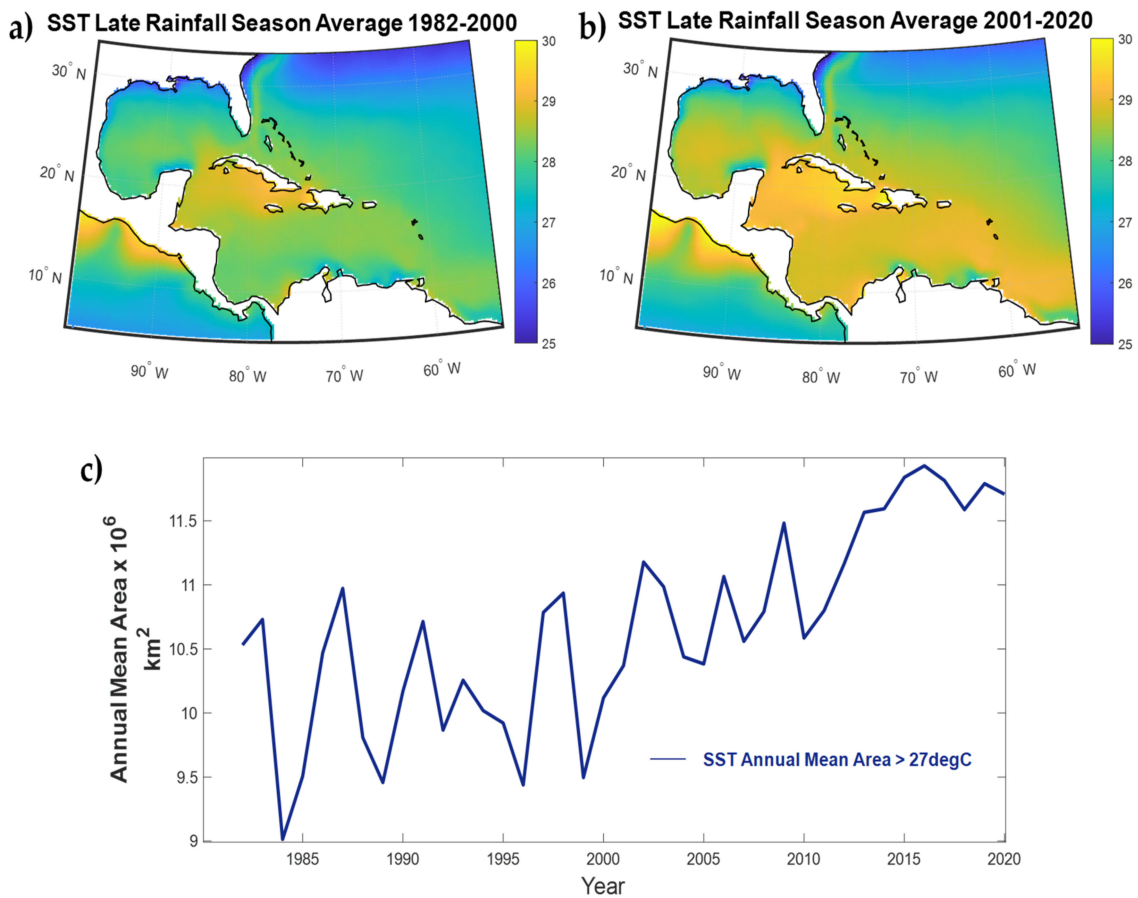 a) SST Late Rainfall Season Average 1982-2000
30
29
28
27
26
25
30° N
20° N
10° N
90° W
80° W
70° W
60° W
b) SST Late Rainfall Season Average 2001-2020
30
29
28
27
26
25
30° N
20° N
10° N
90° W
80° W
70° W
60° W
c)
Annual Mean Area x 10⁶
km²
11.5
11
10.5
10
9.5
9
SST Annual Mean Area > 27degC
1985
1990
1995
2000
2005
2010
2015
2020
Year